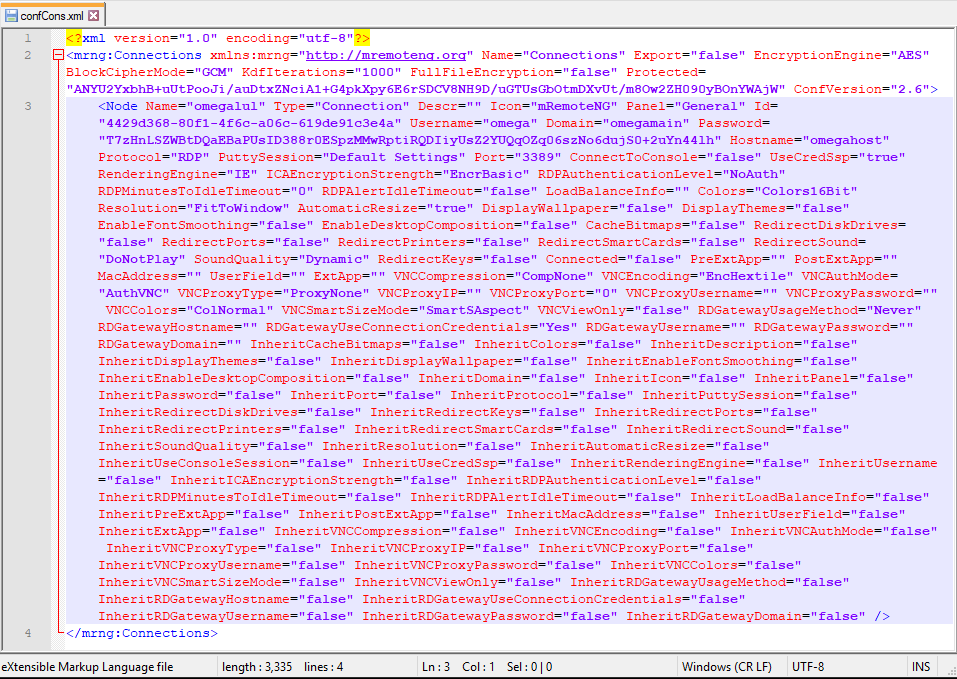 confCons.xml
1 <?xml version="1.0" encoding="utf-8"?>
2 <mrng:Connections xmlns:mrng="http://mremoteng.org" Name="Connections" Export="false" EncryptionEngine="AES"
BlockCipherMode="GCM" KdfIterations="1000" FullFileEncryption="false" Protected=
"ANYU2YxbhB+uUtPooJi/auDtxZNciA1+G4pkXpy6E6rSDCV8NH9D/uGTUsGbOtmDXvUt/m8Ow2ZH090yBOnYWAjW" ConfVersion="2.6">
3 <Node Name="omegalul" Type="Connection" Descr="" Icon="mRemoteNG" Panel="General" Id=
"4429d368-80f1-4f6c-a06c-619de91c3e4a" Username="omega" Domain="omegamain" Password=
"T7zHnLSZWBtDQaEBaPUsID388r0ESpzMMwRptiRQDIiyUsZ2YUQqOZq06szNo6dujS0+2uYn44lh" Hostname="omegahost"
Protocol="RDP" PuttySession="Default Settings" Port="3389" ConnectToConsole="false" UseCredSsp="true"
RenderingEngine="IE" ICAEncryptionStrength="EncrBasic" RDPAuthenticationLevel="NoAuth"
RDPMinutesToIdleTimeout="0" RDPAlertIdleTimeout="false" LoadBalanceInfo="" Colors="Colors16Bit"
Resolution="FitToWindow" AutomaticResize="true" DisplayWallpaper="false" DisplayThemes="false"
EnableFontSmoothing="false" EnableDesktopComposition="false" CacheBitmaps="false" RedirectDiskDrives=
"false" RedirectPorts="false" RedirectPrinters="false" RedirectSmartCards="false" RedirectSound=
"DoNotPlay" SoundQuality="Dynamic" RedirectKeys="false" Connected="false" PreExtApp="" PostExtApp=""
MacAddress="" UserField="" ExtApp="" VNCCompression="CompNone" VNCEncoding="EncHextile" VNCAuthMode=
"AuthVNC" VNCProxyType="ProxyNone" VNCProxyIP="" VNCProxyPort="0" VNCProxyUsername="" VNCProxyPassword=""
VNCColors="ColNormal" VNCSmartSizeMode="SmartSAspect" VNCViewOnly="false" RDGatewayUsageMethod="Never"
RDGatewayHostname="" RDGatewayUseConnectionCredentials="Yes" RDGatewayUsername="" RDGatewayPassword=""
RDGatewayDomain="" InheritCacheBitmaps="false" InheritColors="false" InheritDescription="false"
InheritDisplayThemes="false" InheritDisplayWallpaper="false" InheritEnableFontSmoothing="false"
InheritEnableDesktopComposition="false" InheritDomain="false" InheritIcon="false" InheritPanel="false"
InheritPassword="false" InheritPort="false" InheritProtocol="false" InheritPuttySession="false"
InheritRedirectDiskDrives="false" InheritRedirectKeys="false" InheritRedirectPorts="false"
InheritRedirectPrinters="false" InheritRedirectSmartCards="false" InheritRedirectSound="false"
InheritSoundQuality="false" InheritResolution="false" InheritAutomaticResize="false"
InheritUseConsoleSession="false" InheritUseCredSsp="false" InheritRenderingEngine="false" InheritUsername
="false" InheritICAEncryptionStrength="false" InheritRDPAuthenticationLevel="false"
InheritRDPMinutesToIdleTimeout="false" InheritRDPAlertIdleTimeout="false" InheritLoadBalanceInfo="false"
InheritPreExtApp="false" InheritPostExtApp="false" InheritMacAddress="false" InheritUserField="false"
InheritExtApp="false" InheritVNCCompression="false" InheritVNCEncoding="false" InheritVNCAuthMode="false"
InheritVNCProxyType="false" InheritVNCProxyIP="false" InheritVNCProxyPort="false"
InheritVNCProxyUsername="false" InheritVNCProxyPassword="false" InheritVNCColors="false"
InheritVNCSmartSizeMode="false" InheritVNCViewOnly="false" InheritRDGatewayUsageMethod="false"
InheritRDGatewayHostname="false" InheritRDGatewayUseConnectionCredentials="false"
InheritRDGatewayUsername="false" InheritRDGatewayPassword="false" InheritRDGatewayDomain="false" />
4 </mrng:Connections>
eXtensible Markup Language file length : 3,335 lines : 4 Ln : 3 Col : 1 Sel : 0 | 0 Windows (CR LF) UTF-8 INS